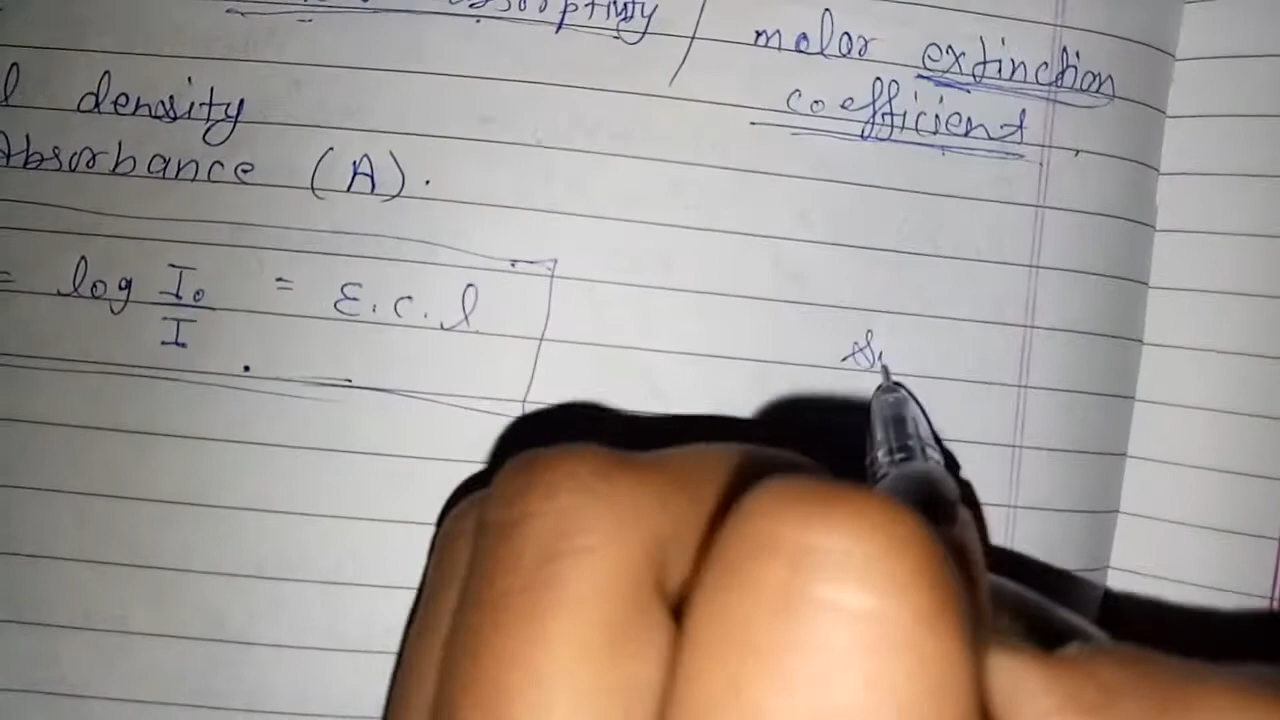 / molar extinction
coefficient
density
Absorbance (A).
= log I₀/I = ε.c.l